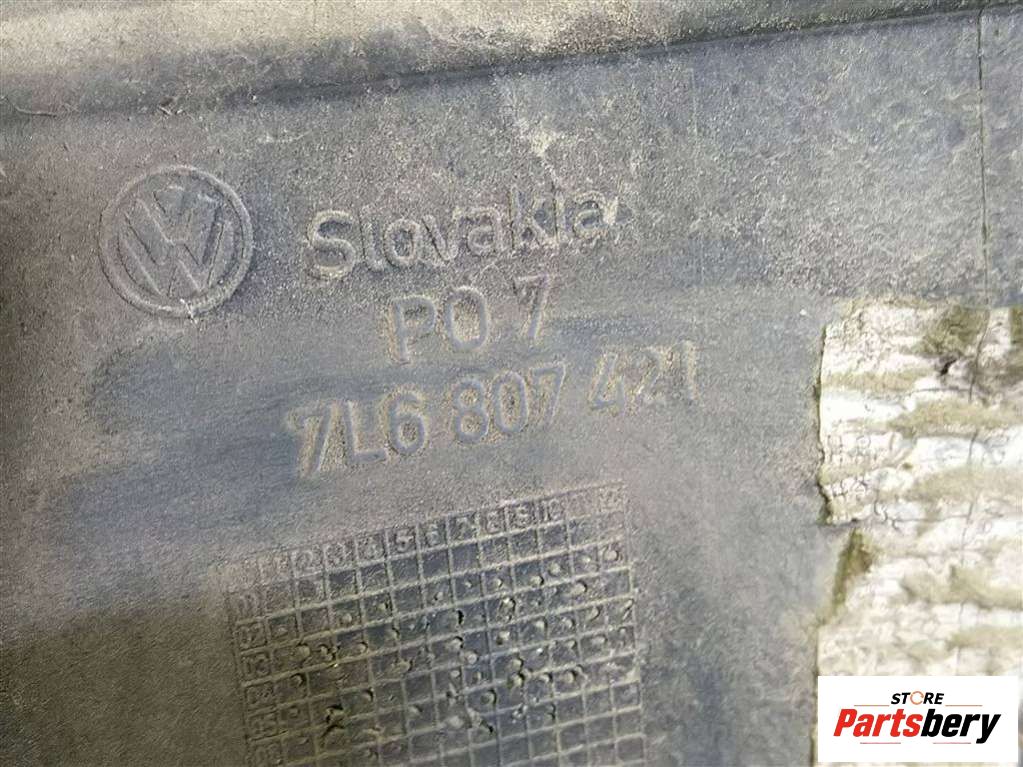 Slovakia
PO 7
7L6 807 421
STORE
Partsbery